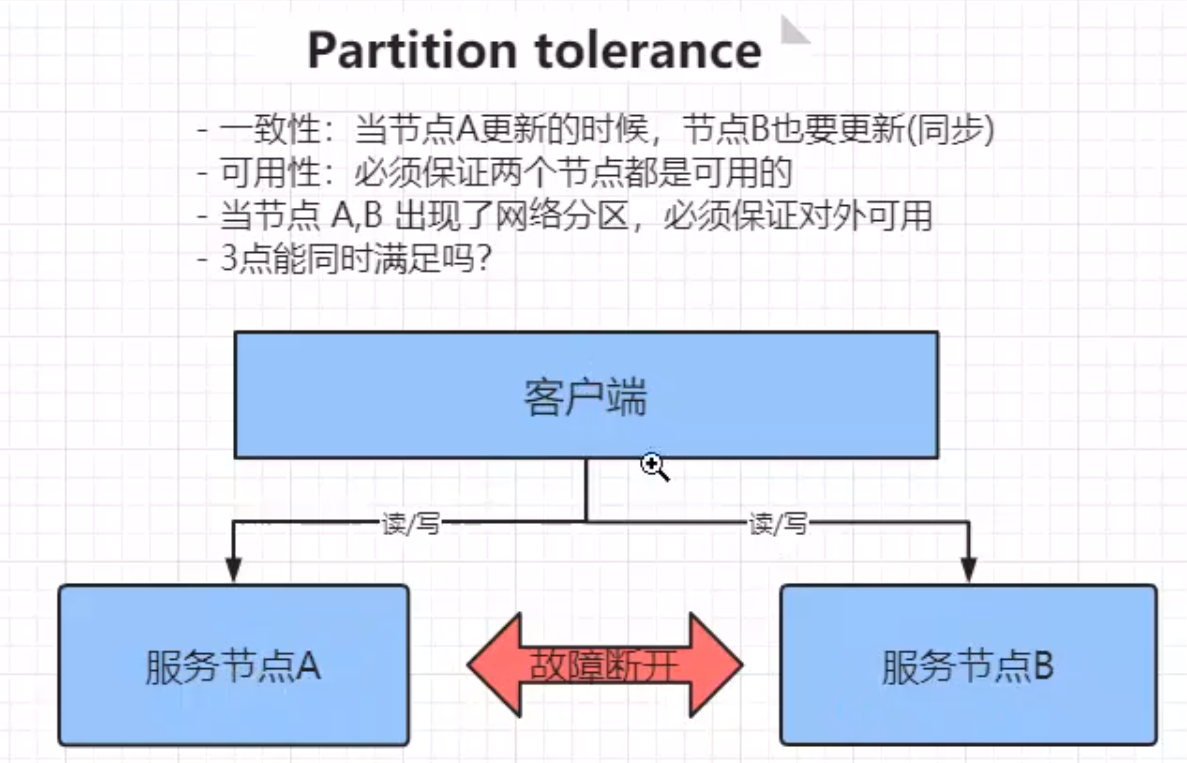 Partition tolerance
- 一致性：当节点A更新的时候，节点B也要更新(同步)
- 可用性：必须保证两个节点都是可用的
- 当节点 A,B 出现了网络分区，必须保证对外可用
- 3点能同时满足吗?
客户端
读/写
读/写
服务节点A
故障断开
服务节点B